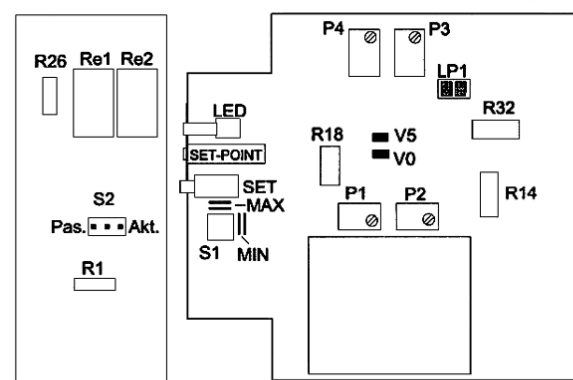 P4 P3
R26 Re1 Re2
LP1
LED
R32
SET-POINT
R18
V5
V0
SET
MAX
S2
P1 P2
R14
Pas. Akt.
S1 MIN
R1